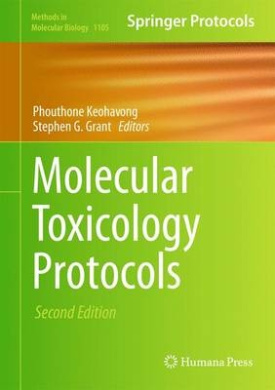 Methods in
Molecular Biology 1105
Springer Protocols
Phouthone Keohavong
Stephen G. Grant Editors
Molecular
Toxicology
Protocols
Second Edition
Humana Press